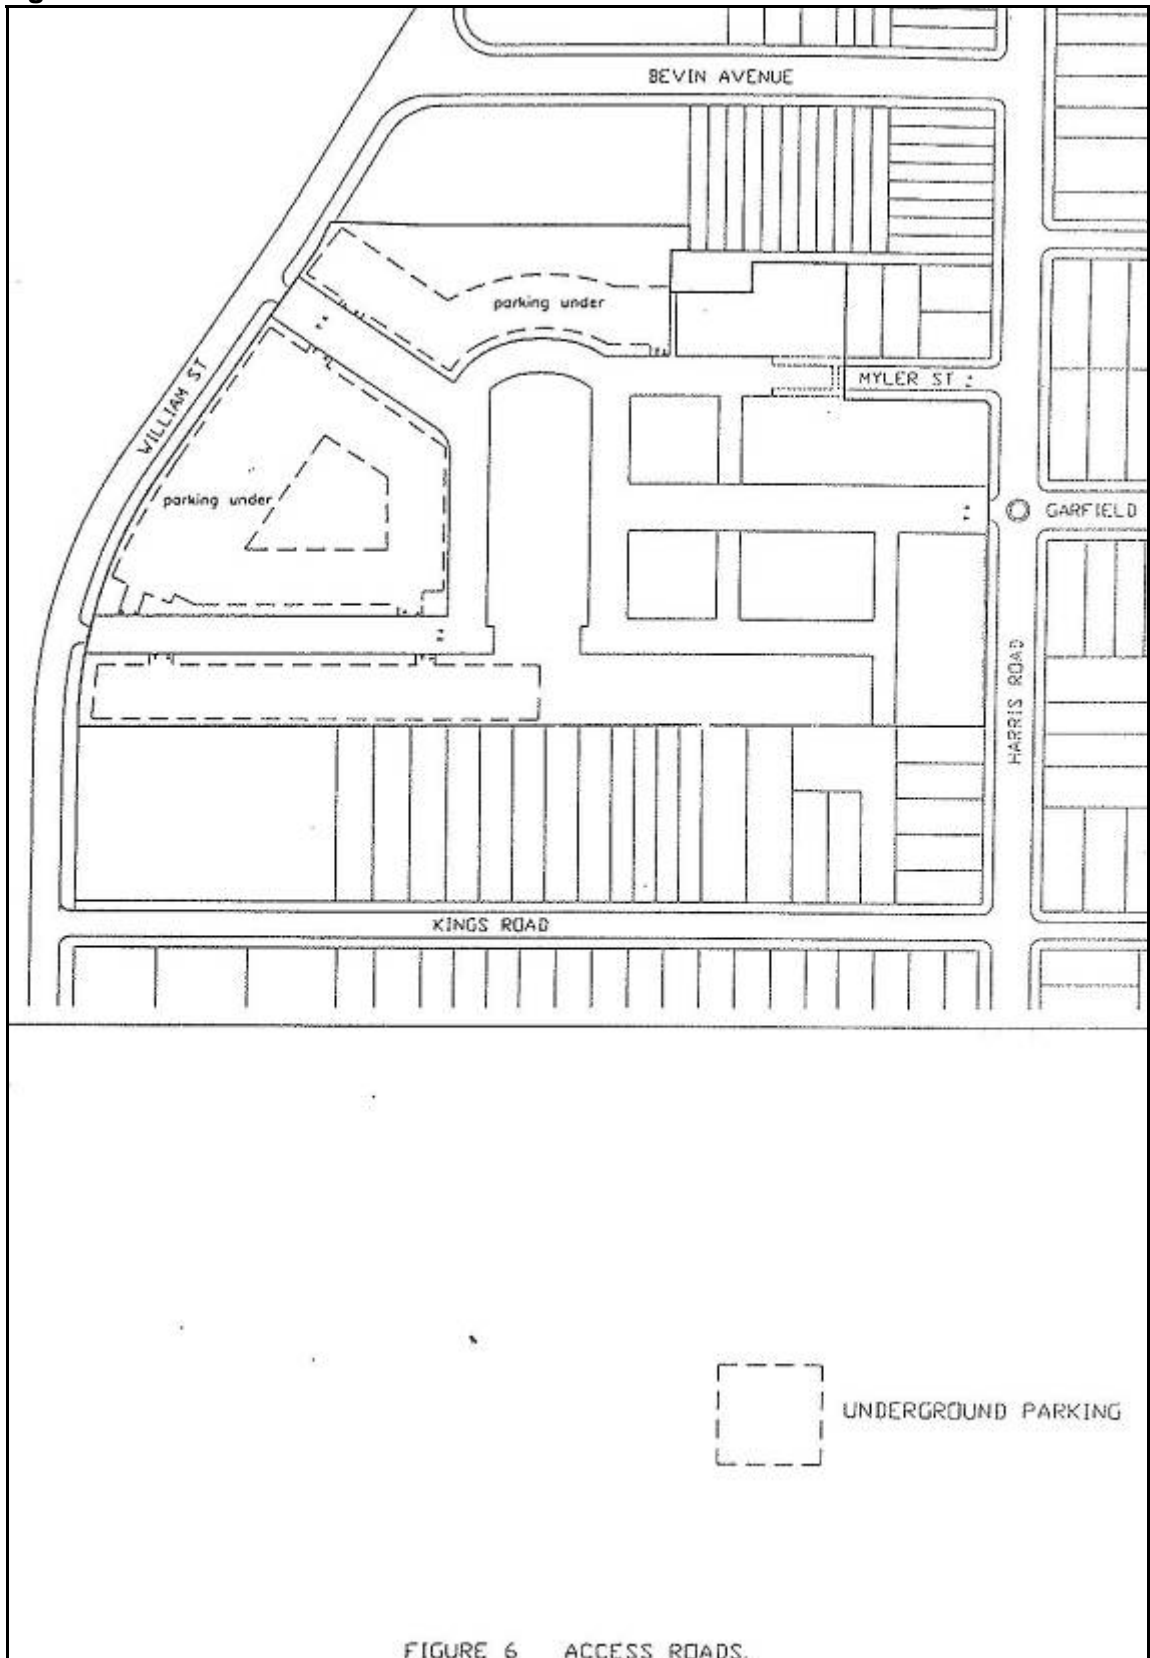 BEVIN AVENUE
parking under
WILLIAM ST
MYLER ST
parking under
GARFIELD
HARRIS ROAD
KINGS ROAD
UNDERGROUND PARKING
FIGURE 6 ACCESS ROADS.